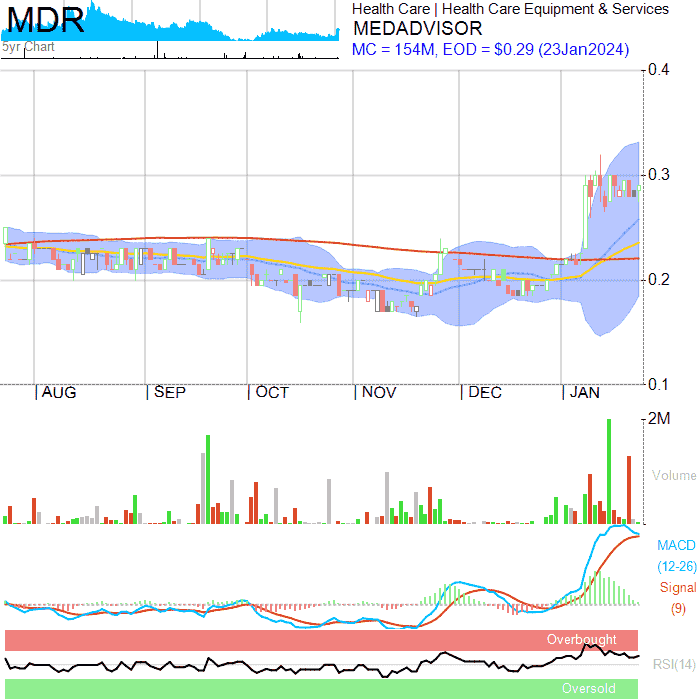 MDR
Health Care | Health Care Equipment & Services
MEDADVISOR
5yr Chart
MC = 154M, EOD = $0.29 (23Jan2024)
0.4
0.3
0.2
0.1
|AUG |SEP |OCT |NOV |DEC |JAN
2M
Volume
MACD
(12-26)
Signal
(9)
Overbought
RSI(14)
Oversold